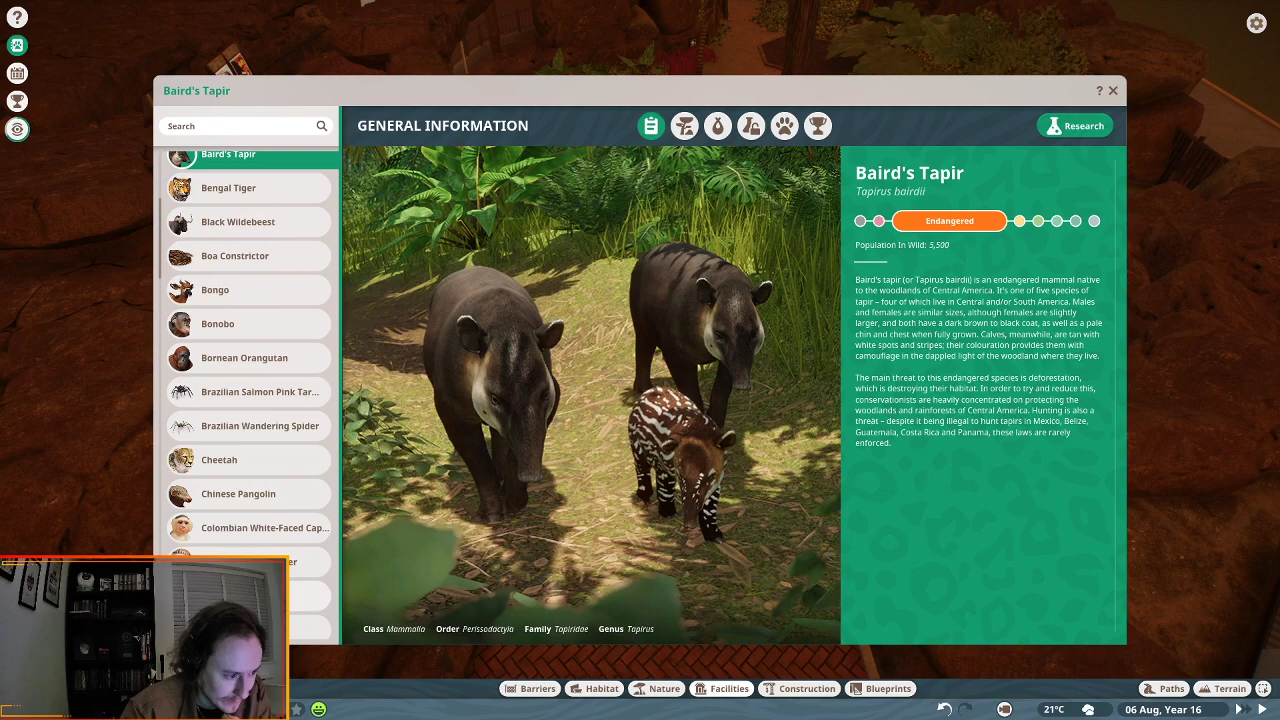 Baird's Tapir
?
Search
GENERAL INFORMATION
Research
Baird's Tapir
Bengal Tiger
Black Wildebeest
Boa Constrictor
Bongo
Bonobo
Bornean Orangutan
Brazilian Salmon Pink Tar...
Brazilian Wandering Spider
Cheetah
Chinese Pangolin
Colombian White-Faced Cap...
er
Baird's Tapir
Tapirus bairdii
Endangered
Population In Wild: 5,500
Baird's tapir (or Tapirus bairdii) is an endangered mammal native
to the woodlands of Central America. It's one of five species of
tapir – four of which live in Central and/or South America. Males
and females are similar sizes, although females are slightly
larger, and both have a dark brown to black coat, as well as a pale
chin and chest when fully grown. Calves, meanwhile, are tan with
white spots and stripes; their colouration provides them with
camouflage in the dappled light of the woodland where they live.
The main threat to this endangered species is deforestation,
which is destroying their habitat. In order to try and reduce this,
conservationists are heavily concentrated on protecting the
woodlands and rainforests of Central America. Hunting is also a
threat – despite it being illegal to hunt tapirs in Mexico, Belize,
Guatemala, Costa Rica and Panama, these laws are rarely
enforced.
Class Mammalia Order Perissodactyla Family Tapiridae Genus Tapirus
Barriers Habitat Nature Facilities Construction Blueprints
Paths Terrain
21°C 06 Aug, Year 16